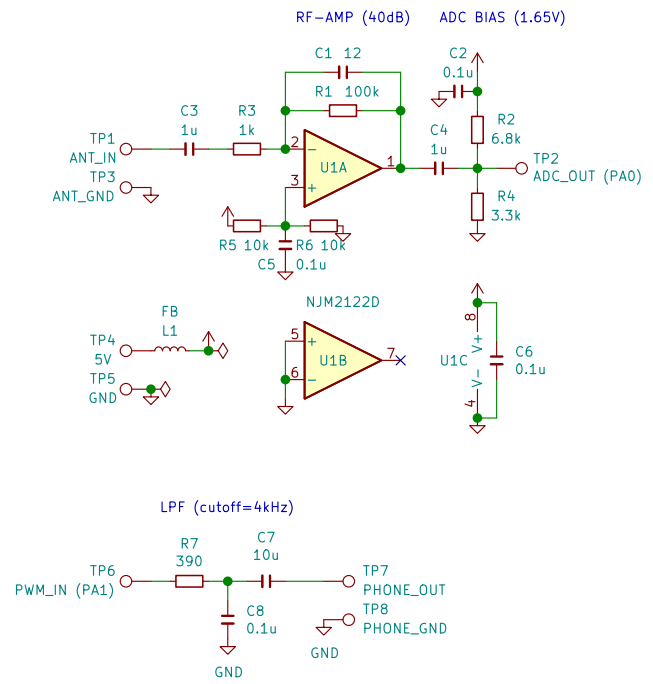 RF-AMP (40dB)
ADC BIAS (1.65V)
C1 12
R1 100k
C2
0.1u
C3
1u
R3
1k
TP1
ANT_IN
TP3
ANT_GND
2
3
1
U1A
C4
1u
R2
6.8k
TP2
ADC_OUT (PA0)
R4
3.3k
R5 10k
R6 10k
C5
0.1u
FB
L1
TP4
5V
TP5
GND
NJM2122D
5
6
7
U1B
U1C
8
V+
V-
4
C6
0.1u
LPF (cutoff=4kHz)
R7
390
C7
10u
TP6
PWM_IN (PA1)
TP7
PHONE_OUT
C8
0.1u
TP8
PHONE_GND
GND
GND